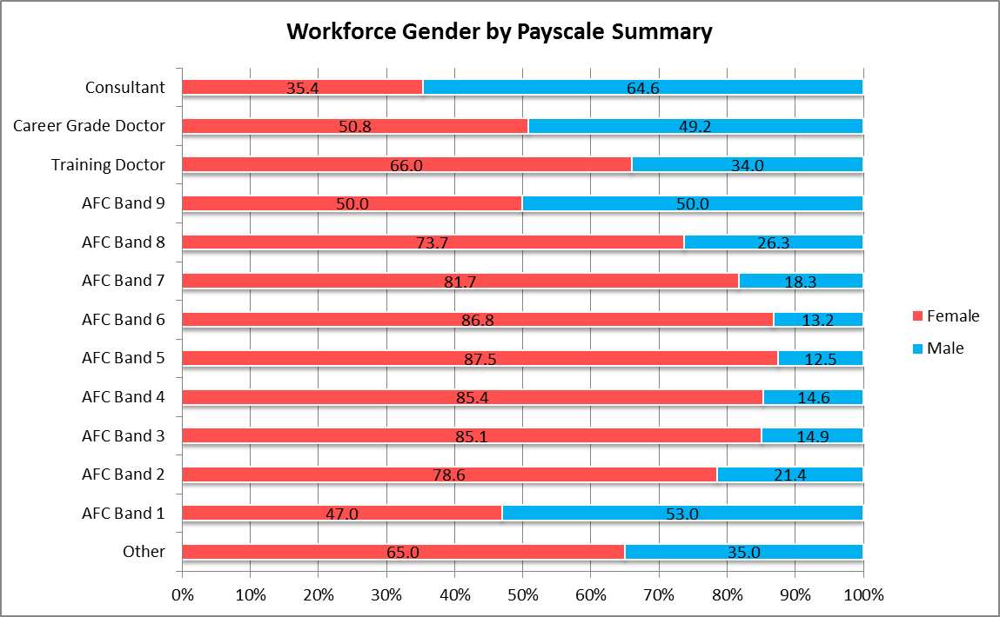 Workforce Gender by Payscale Summary
Consultant 35.4 64.6
Career Grade Doctor 50.8 49.2
Training Doctor 66.0 34.0
AFC Band 9 50.0 50.0
AFC Band 8 73.7 26.3
AFC Band 7 81.7 18.3
AFC Band 6 86.8 13.2
AFC Band 5 87.5 12.5
AFC Band 4 85.4 14.6
AFC Band 3 85.1 14.9
AFC Band 2 78.6 21.4
AFC Band 1 47.0 53.0
Other 65.0 35.0
0% 10% 20% 30% 40% 50% 60% 70% 80% 90% 100%
Female
Male